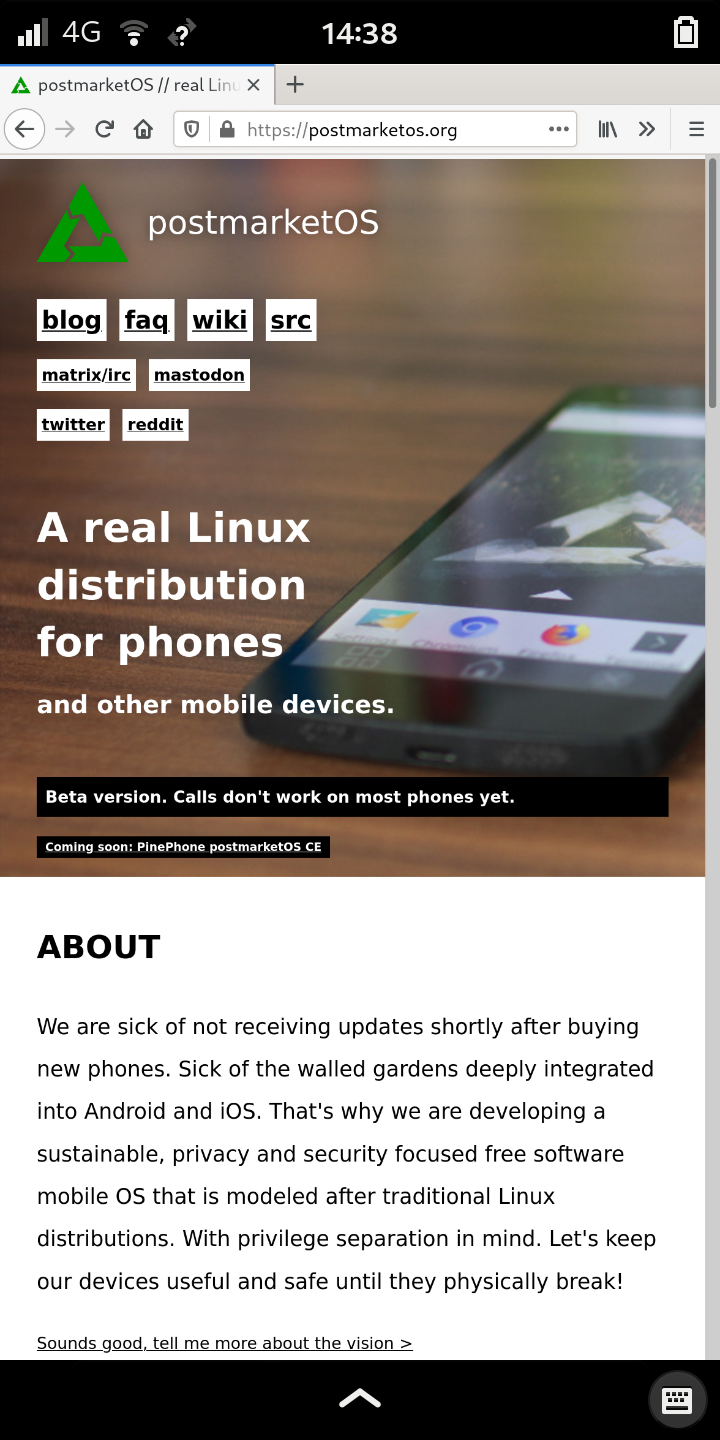 4G
14:38
postmarketOS // real Linu
https://postmarketos.org
postmarketOS
blog faq wiki src
matrix/irc mastodon
twitter reddit
A real Linux
distribution
for phones
and other mobile devices.
Beta version. Calls don't work on most phones yet.
Coming soon: PinePhone postmarketOS CE
ABOUT
We are sick of not receiving updates shortly after buying
new phones. Sick of the walled gardens deeply integrated
into Android and iOS. That's why we are developing a
sustainable, privacy and security focused free software
mobile OS that is modeled after traditional Linux
distributions. With privilege separation in mind. Let's keep
our devices useful and safe until they physically break!
Sounds good, tell me more about the vision >